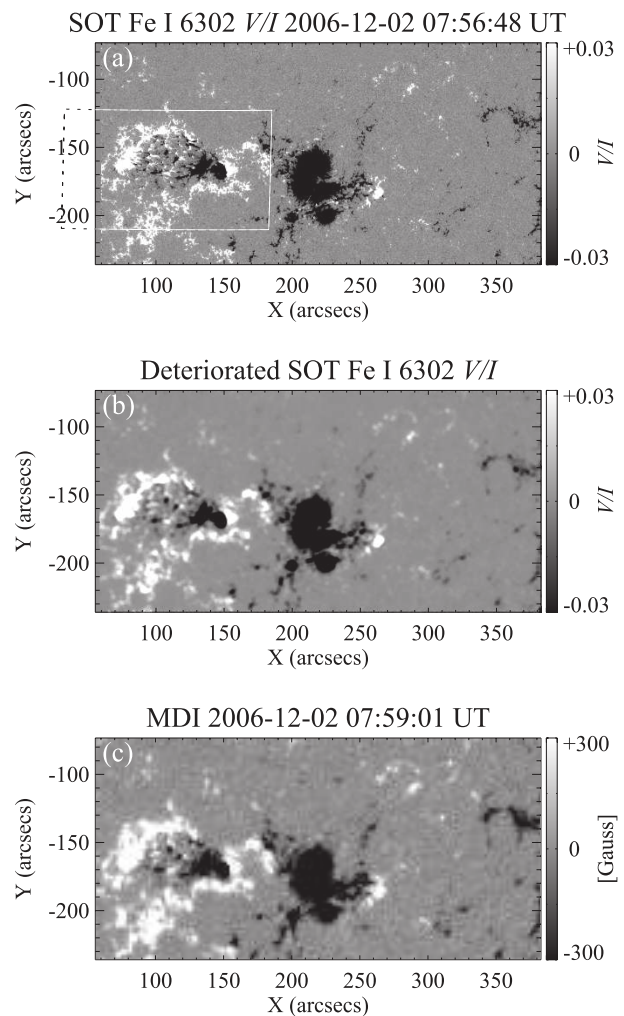 SOT Fe I 6302 V/I 2006-12-02 07:56:48 UT
(a)
+0.03
-100
-150
0
V/I
-200
-0.03
Y (arcsecs)
100 150 200 250 300 350
X (arcsecs)
Deteriorated SOT Fe I 6302 V/I
(b)
+0.03
-100
-150
0
V/I
-200
-0.03
Y (arcsecs)
100 150 200 250 300 350
X (arcsecs)
MDI 2006-12-02 07:59:01 UT
(c)
+300
-100
-150
0
[Gauss]
-200
-300
Y (arcsecs)
100 150 200 250 300 350
X (arcsecs)